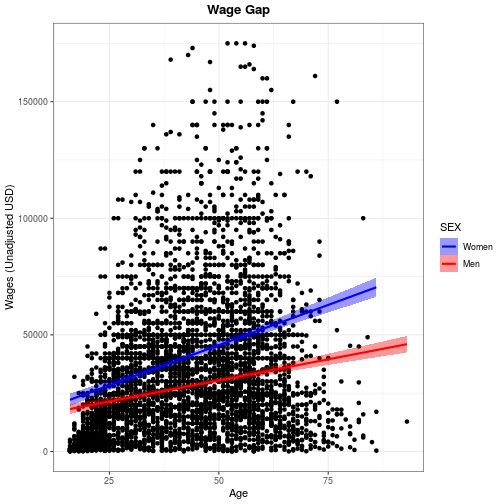 Wage Gap
Wages (Unadjusted USD)
150000
100000
50000
0
25
50
75
Age
SEX
Women
Men